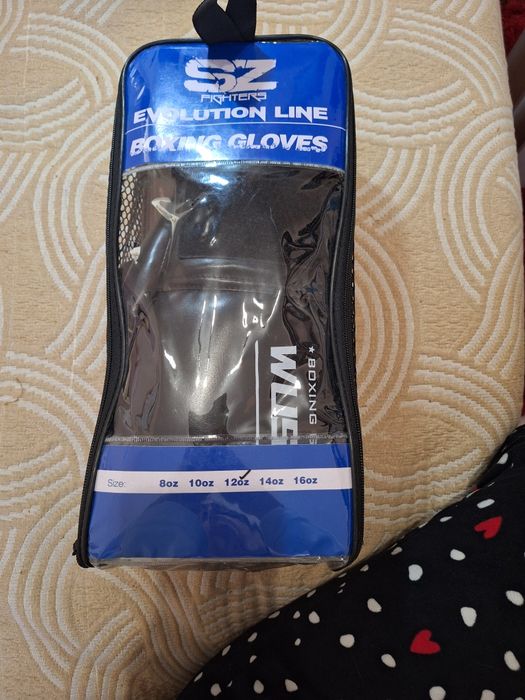 SZ
FIGHTERS
EVOLUTION LINE
BOXING GLOVES
★ BOXING
Size: 8oz 10oz 12oz 14oz 16oz